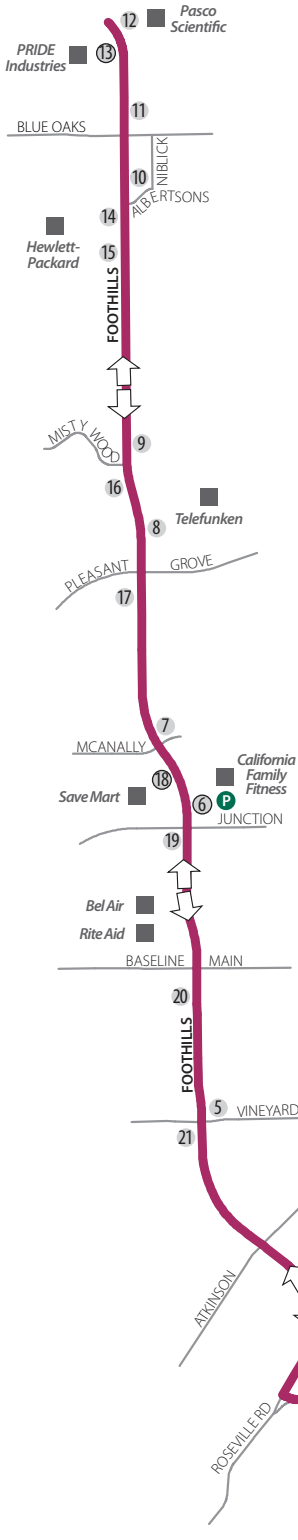 12
Pasco
Scientific
PRIDE
Industries
13
11
BLUE OAKS
NIBLICK
10
ALBERTSONS
14
Hewlett-
Packard
15
FOOTHILLS
MISTY WOOD
9
16
Telefunken
8
PLEASANT GROVE
17
7
MCANALLY
California
Family
Fitness
18
Save Mart
6
P
JUNCTION
19
Bel Air
Rite Aid
BASELINE MAIN
20
FOOTHILLS
5
VINEYARD
21
ATKINSON
ROSEVILLE RD